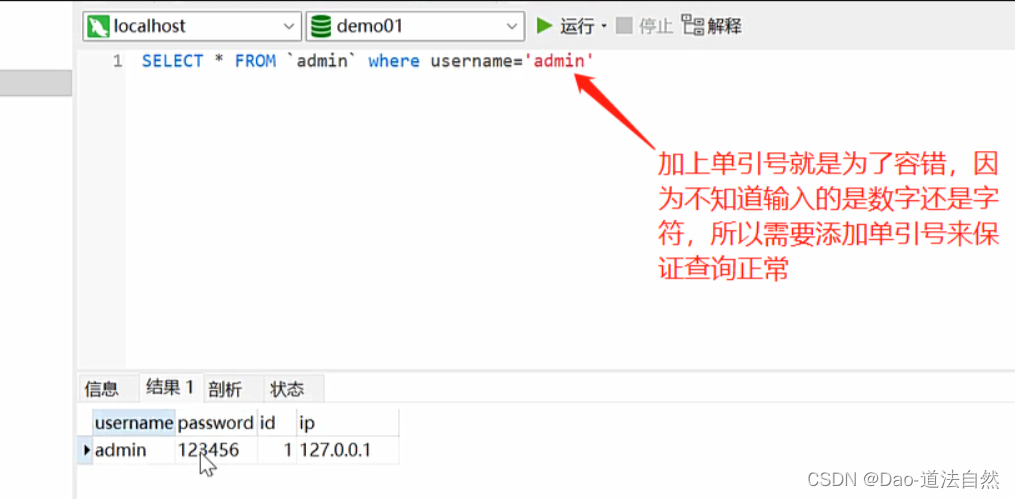 localhost demo01 运行 停止 解释
1 SELECT * FROM `admin` where username='admin'
加上单引号就是为了容错，因
为不知道输入的是数字还是字
符，所以需要添加单引号来保
证查询正常
信息 结果 1 剖析 状态
username password id ip
admin 123456 1 127.0.0.1
CSDN @Dao-道法自然